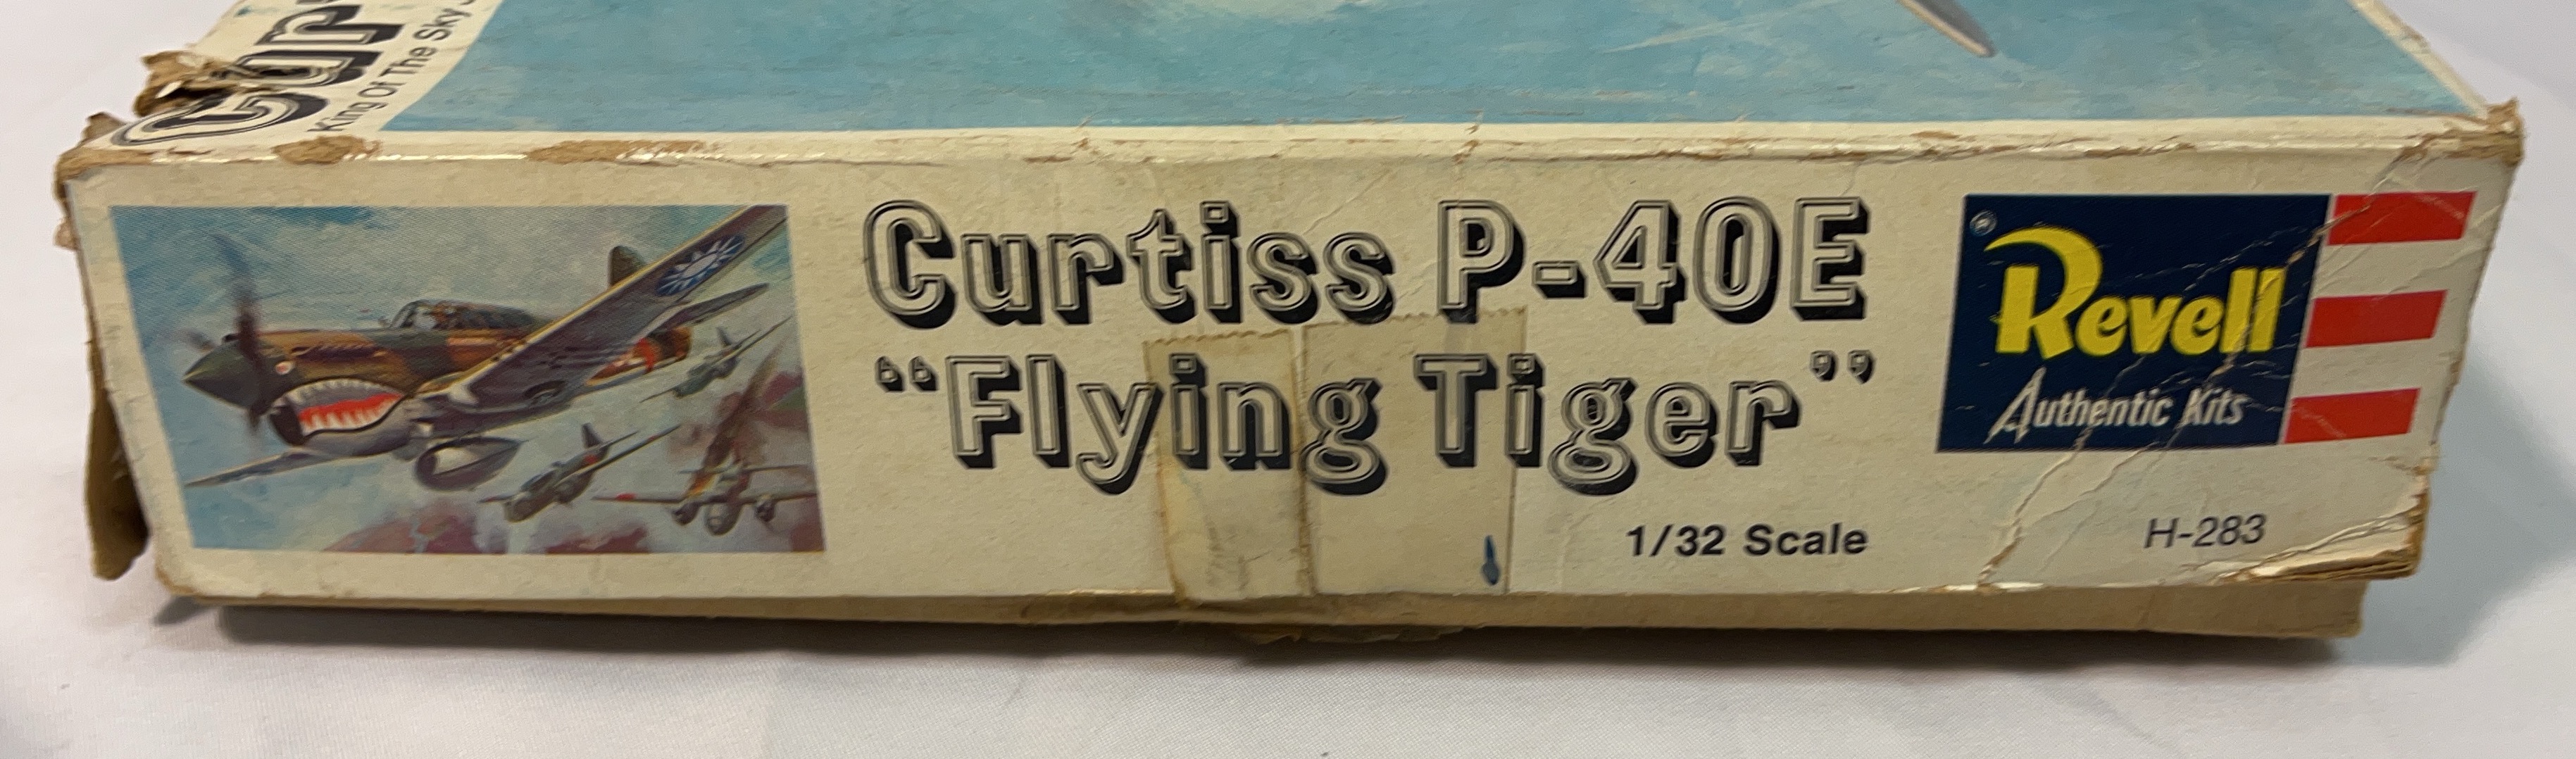 King Of The Sky
Curtiss P-40E
"Flying Tiger"
1/32 Scale
®
Revell
Authentic Kits
H-283